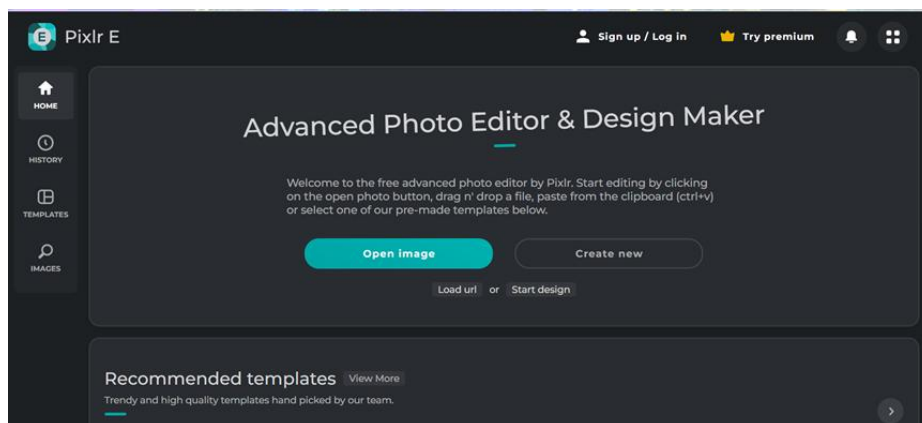 Pixlr E
Sign up / Log in
Try premium
HOME
HISTORY
TEMPLATES
IMAGES
Advanced Photo Editor & Design Maker
Welcome to the free advanced photo editor by Pixlr. Start editing by clicking
on the open photo button, drag n' drop a file, paste from the clipboard (ctrl+v)
or select one of our pre-made templates below.
Open image
Create new
Load url or Start design
Recommended templates View More
Trendy and high quality templates hand picked by our team.